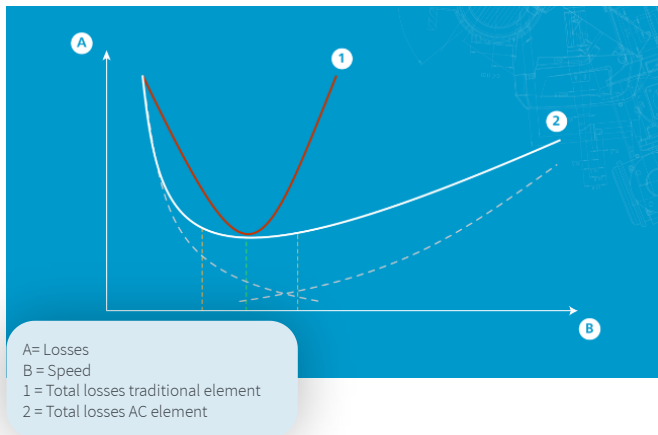 A
1
2
B
A= Losses
B = Speed
1 = Total losses traditional element
2 = Total losses AC element